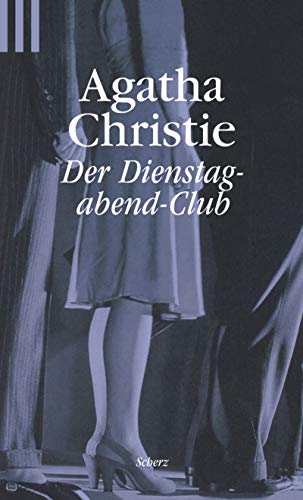 Agatha
Christie
Der Dienstag-
abend-Club
Scherz